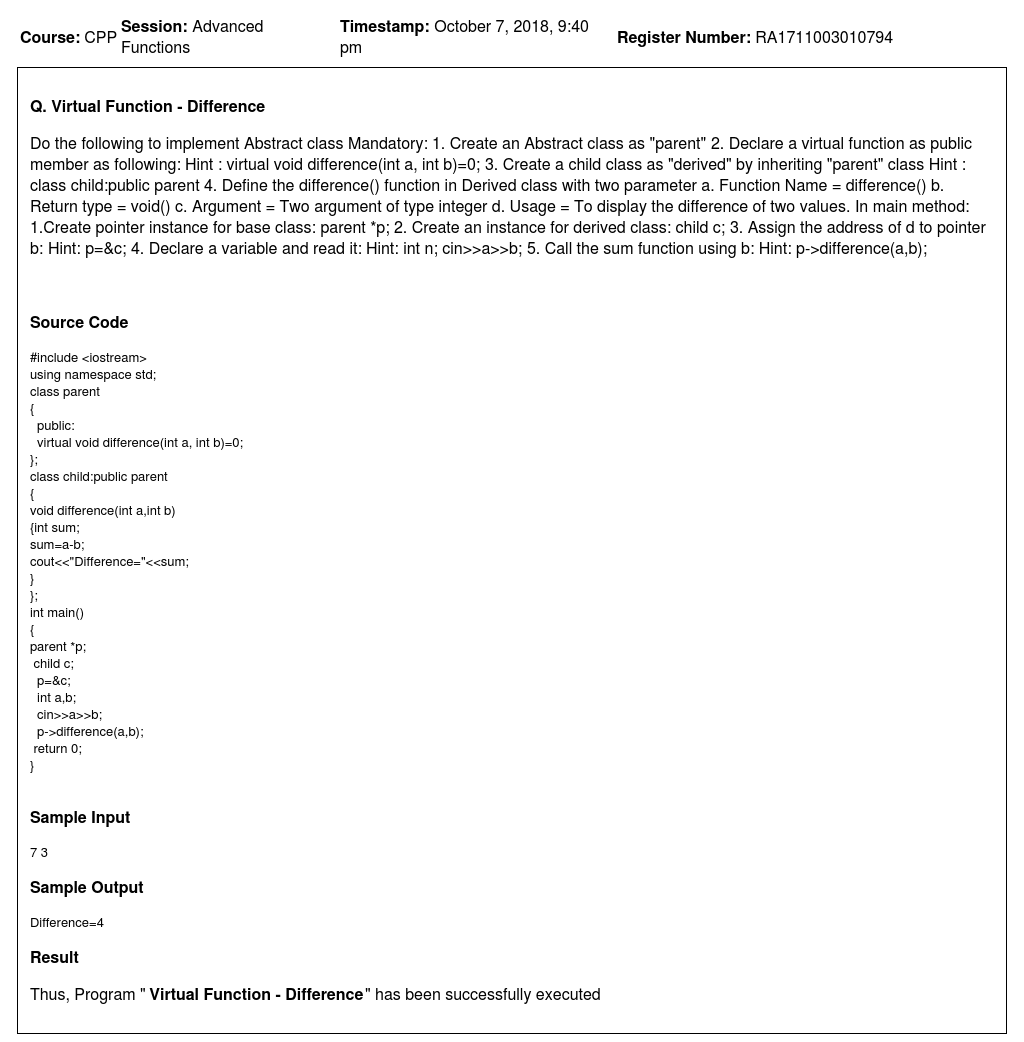 Course: CPP Session: Advanced Functions Timestamp: October 7, 2018, 9:40 pm Register Number: RA1711003010794
Q. Virtual Function - Difference
Do the following to implement Abstract class Mandatory: 1. Create an Abstract class as "parent" 2. Declare a virtual function as public
member as following: Hint : virtual void difference(int a, int b)=0; 3. Create a child class as "derived" by inheriting "parent" class Hint :
class child:public parent 4. Define the difference() function in Derived class with two parameter a. Function Name = difference() b.
Return type = void() c. Argument = Two argument of type integer d. Usage = To display the difference of two values. In main method:
1.Create pointer instance for base class: parent *p; 2. Create an instance for derived class: child c; 3. Assign the address of d to pointer
b: Hint: p=&c; 4. Declare a variable and read it: Hint: int n; cin>>a>>b; 5. Call the sum function using b: Hint: p->difference(a,b);
Source Code
#include <iostream>
using namespace std;
class parent
{
public:
virtual void difference(int a, int b)=0;
};
class child:public parent
{
void difference(int a,int b)
{int sum;
sum=a-b;
cout<<"Difference="<<sum;
}
};
int main()
{
parent *p;
child c;
p=&c;
int a,b;
cin>>a>>b;
p->difference(a,b);
return 0;
}
Sample Input
7 3
Sample Output
Difference=4
Result
Thus, Program " Virtual Function - Difference" has been successfully executed